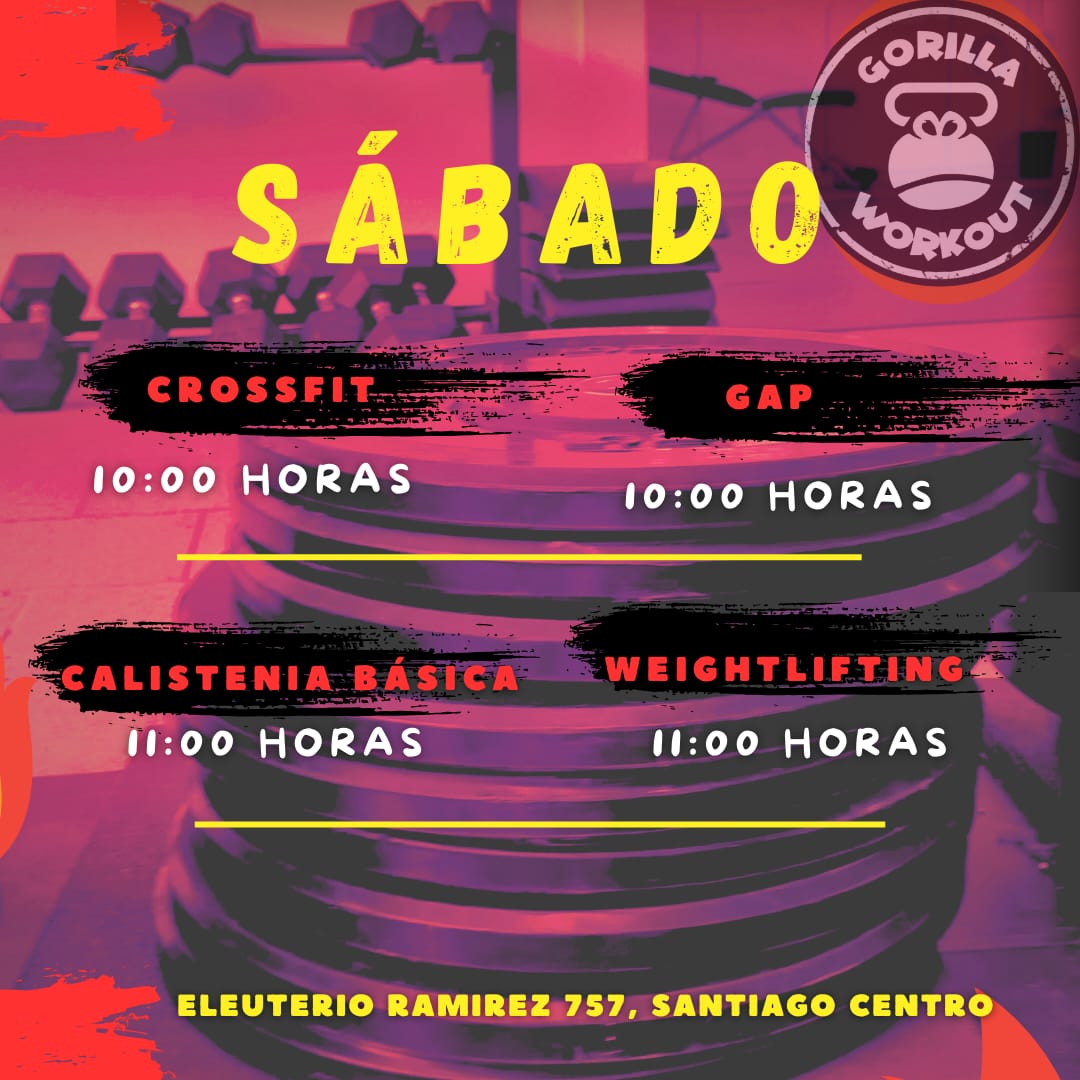 GORILLA
WORKOUT
SÁBADO
CROSSFIT
GAP
10:00 HORAS
10:00 HORAS
CALISTENIA BÁSICA
WEIGHTLIFTING
11:00 HORAS
11:00 HORAS
ELEUTERIO RAMIREZ 757, SANTIAGO CENTRO